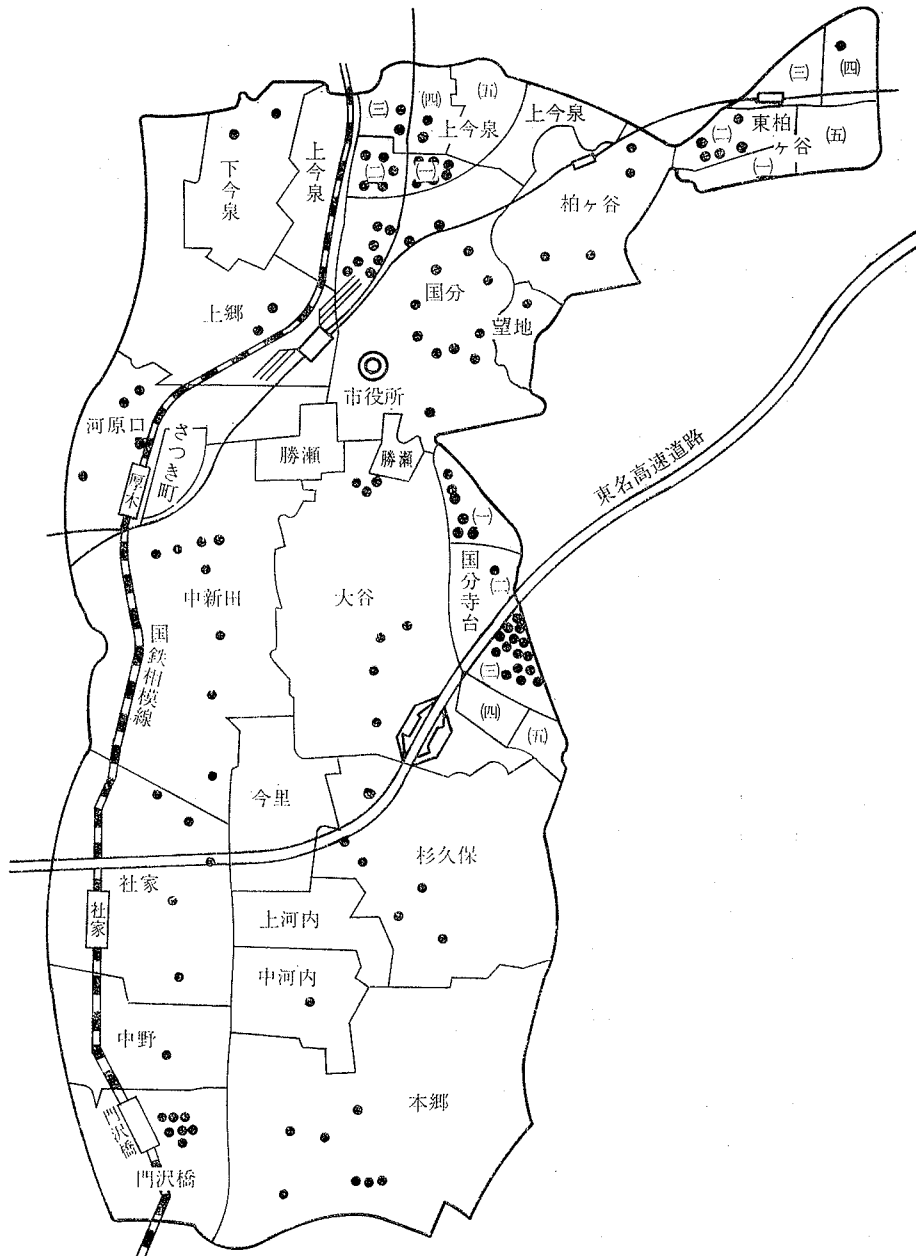 ㈢
㈣
㈤
上今泉
上今泉
㈡
㈠
㈢
㈣
㈡
東柏ヶ谷
㈤
㈠
下今泉
上今泉
柏ヶ谷
国分
上郷
望地
市役所
河原口
さつき町
厚木
勝瀬
勝瀬
東名高速道路
㈠
国分寺台
㈡
㈢
㈣
㈤
中新田
大谷
国鉄相模線
今里
杉久保
社家
社家
上河内
中河内
中野
本郷
門沢橋
門沢橋